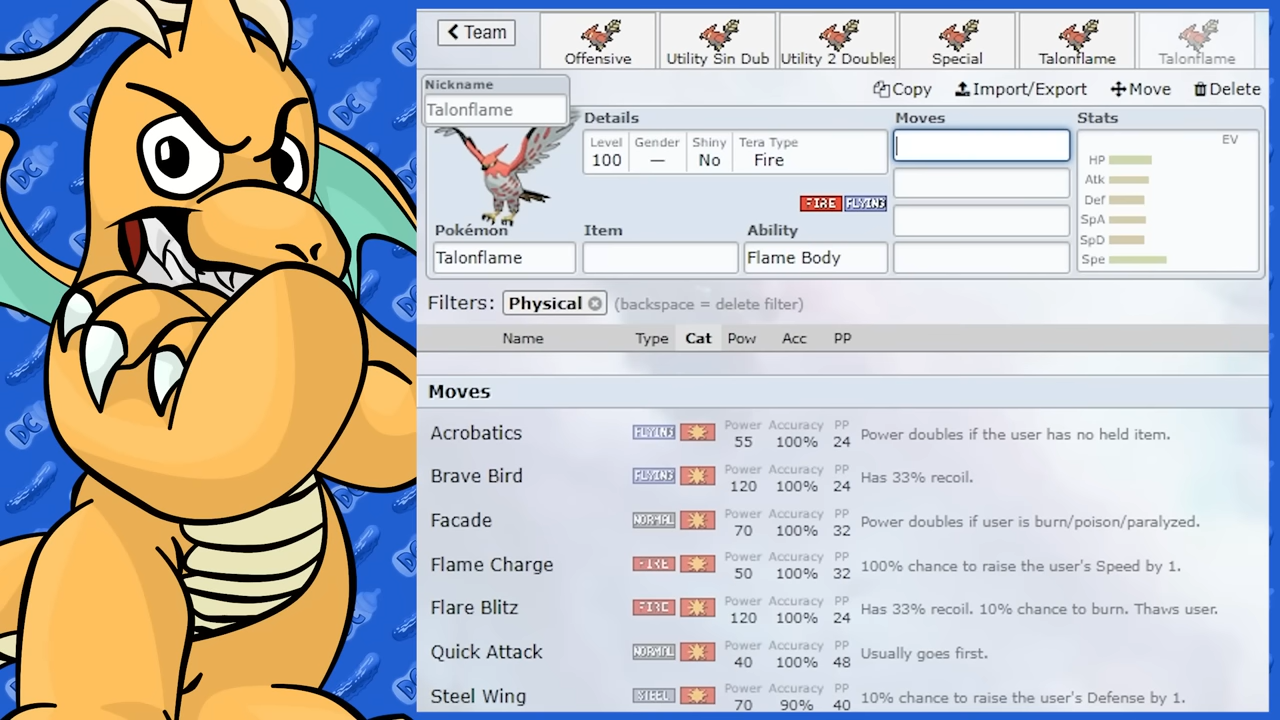 Team
Offensive
Utility Sin Dub
Utility 2 Doubles
Special
Talonflame
Talonflame
Nickname
Talonflame
Copy
Import/Export
Move
Delete
Details
Moves
Stats
Level Gender Shiny Tera Type
100 — No Fire
EV
HP
Atk
Def
SpA
SpD
Spe
FIRE FLYING
Pokémon Item Ability
Talonflame Flame Body
Filters: Physical (backspace = delete filter)
Name Type Cat Pow Acc PP
Moves
Acrobatics FLYING Power 55 Accuracy 100% PP 24 Power doubles if the user has no held item.
Brave Bird FLYING Power 120 Accuracy 100% PP 24 Has 33% recoil.
Facade NORMAL Power 70 Accuracy 100% PP 32 Power doubles if user is burn/poison/paralyzed.
Flame Charge FIRE Power 50 Accuracy 100% PP 32 100% chance to raise the user's Speed by 1.
Flare Blitz FIRE Power 120 Accuracy 100% PP 24 Has 33% recoil. 10% chance to burn. Thaws user.
Quick Attack NORMAL Power 40 Accuracy 100% PP 48 Usually goes first.
Steel Wing STEEL Power 70 Accuracy 90% PP 40 10% chance to raise the user's Defense by 1.
DC